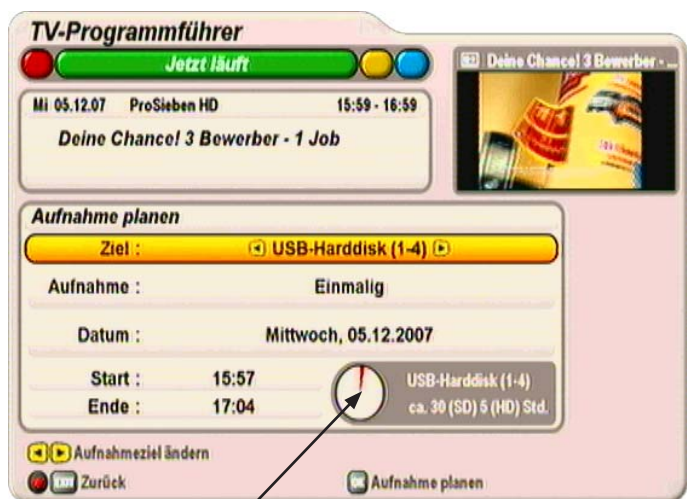 TV-Programmführer
Jetzt läuft
Deine Chance! 3 Bewerber - ...
Mi 05.12.07 ProSieben HD 15:59 - 16:59
Deine Chance! 3 Bewerber - 1 Job
Aufnahme planen
Ziel : USB-Harddisk (1-4)
Aufnahme : Einmalig
Datum : Mittwoch, 05.12.2007
Start : 15:57
Ende : 17:04
USB-Harddisk (1-4)
ca. 30 (SD) 5 (HD) Std.
Aufnahmeziel ändern
EXIT Zurück
OK Aufnahme planen